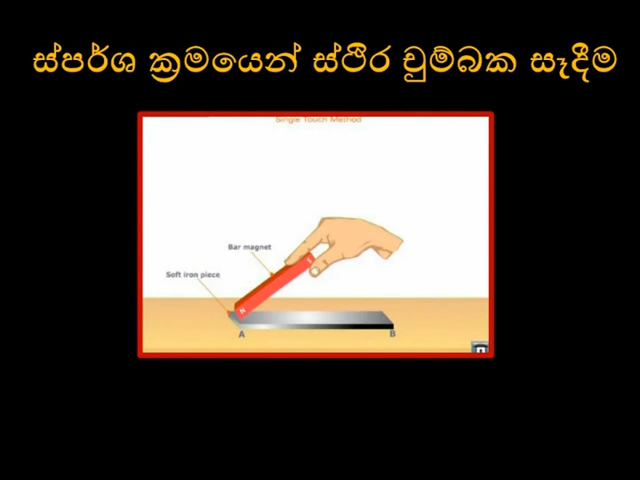 ස්පර්ශ ක්‍රමයෙන් ස්ථිර චුම්බක සෑදීම
Single Touch Method
Bar magnet
Soft iron piece
S
N
A
B